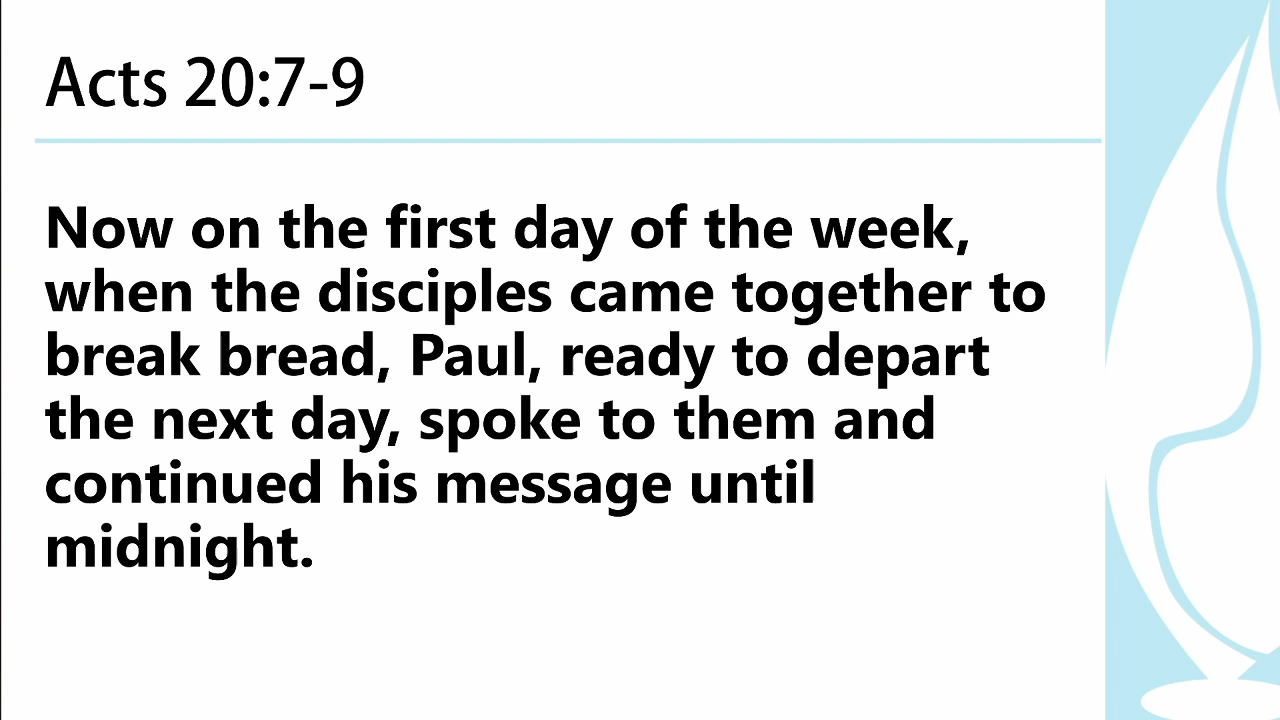 Acts 20:7-9
Now on the first day of the week,
when the disciples came together to
break bread, Paul, ready to depart
the next day, spoke to them and
continued his message until
midnight.